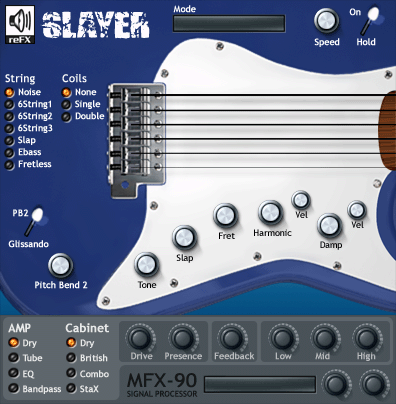 Mode
On
reFX
SLAYER
Speed
Hold
String
Coils
Noise
None
6String1
Single
6String2
Double
6String3
Slap
Ebass
Fretless
PB2
Glissando
Pitch Bend 2
Tone
Slap
Fret
Harmonic
Vel
Damp
Vel
AMP
Cabinet
Dry
Dry
Tube
British
EQ
Combo
Bandpass
StaX
Drive
Presence
Feedback
Low
Mid
High
MFX-90
SIGNAL PROCESSOR